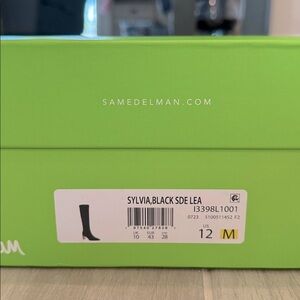 SAMEDELMAN.COM
SYLVIA,BLACK SDE LEA
I3398L1001
UK EUR CM US
10 43 28 12 M